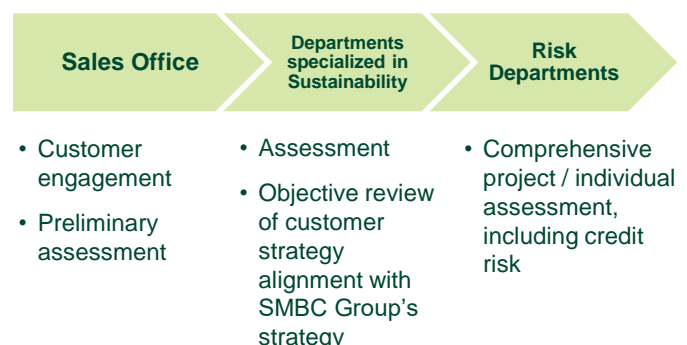 Sales Office
Departments
specialized in
Sustainability
Risk
Departments
• Customer
engagement
• Preliminary
assessment
• Assessment
• Objective review
of customer
strategy
alignment with
SMBC Group's
strategy
• Comprehensive
project / individual
assessment,
including credit
risk